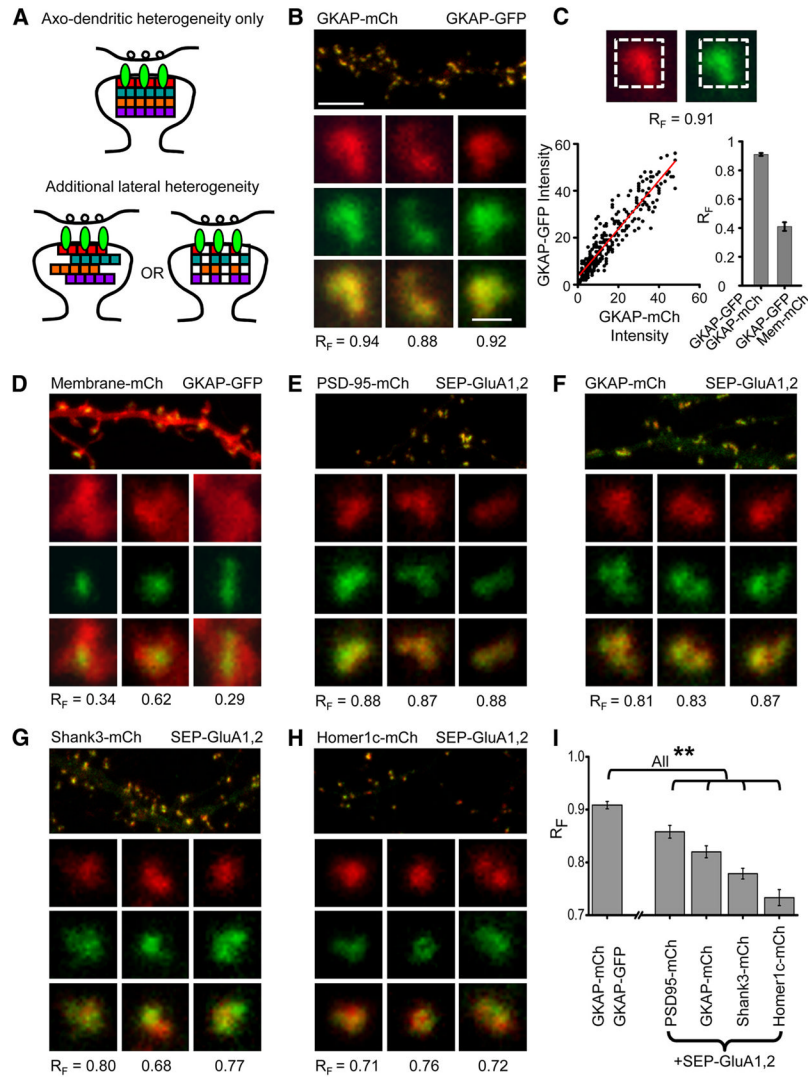 A Axo-dendritic heterogeneity only
Additional lateral heterogeneity
OR
B GKAP-mCh GKAP-GFP
R_F = 0.94 0.88 0.92
C
R_F = 0.91
GKAP-GFP Intensity
60
40
20
0
0 20 40 60
GKAP-mCh
Intensity
R_F
1
0.8
0.6
0.4
0.2
0
GKAP-GFP
GKAP-mCh
GKAP-GFP
Mem-mCh
D Membrane-mCh GKAP-GFP
R_F = 0.34 0.62 0.29
E PSD-95-mCh SEP-GluA1,2
R_F = 0.88 0.87 0.88
F GKAP-mCh SEP-GluA1,2
R_F = 0.81 0.83 0.87
G Shank3-mCh SEP-GluA1,2
R_F = 0.80 0.68 0.77
H Homer1c-mCh SEP-GluA1,2
R_F = 0.71 0.76 0.72
I
All **
R_F
1.0
0.9
0.8
0.7
GKAP-mCh
GKAP-GFP
PSD95-mCh
GKAP-mCh
Shank3-mCh
Homer1c-mCh
+SEP-GluA1,2